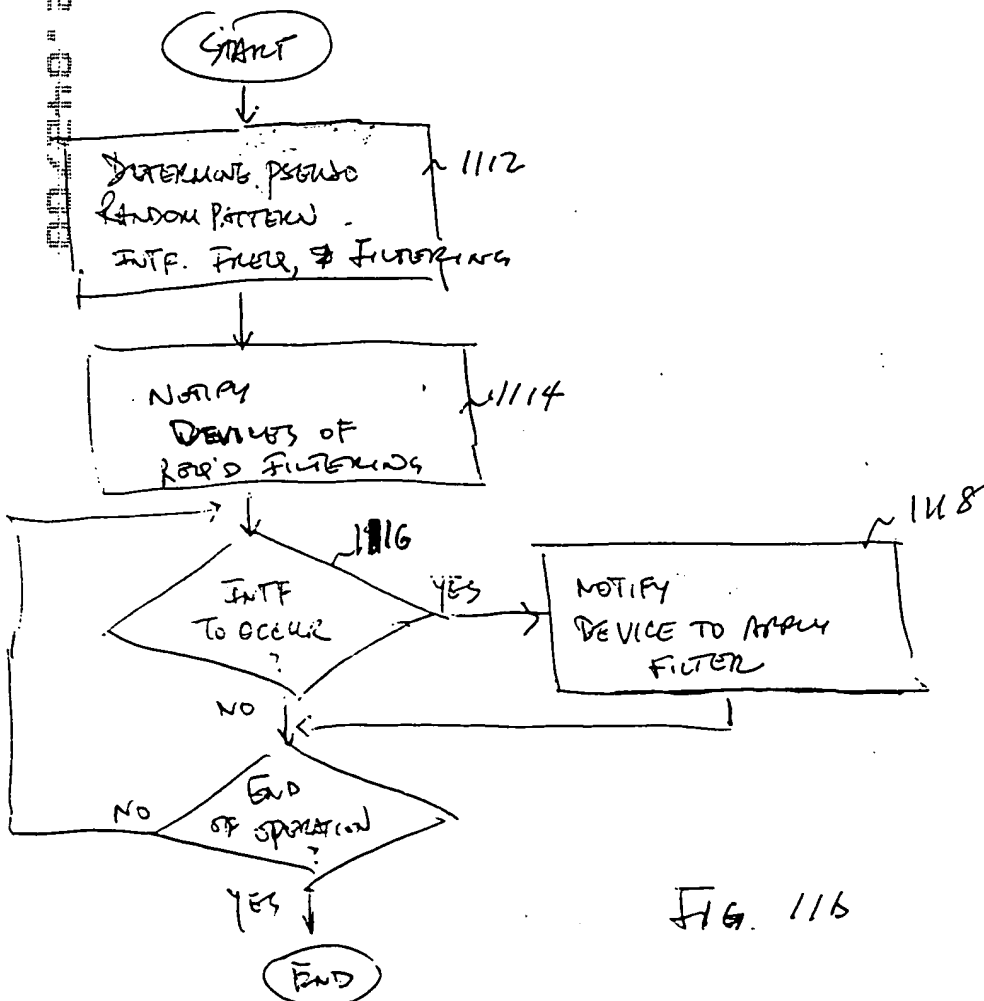 START
DETERMINE PSEUDO
RANDOM PATTERN
INTF. FREQ, & FILTERING
1112
NOTIFY
DEVICES OF
REQ'D FILTERING
1114
1116
INTF
TO OCCUR
?
YES
NO
1118
NOTIFY
DEVICE TO APPLY
FILTER
END
OF OPERATION
?
NO
YES
END
FIG. 11b